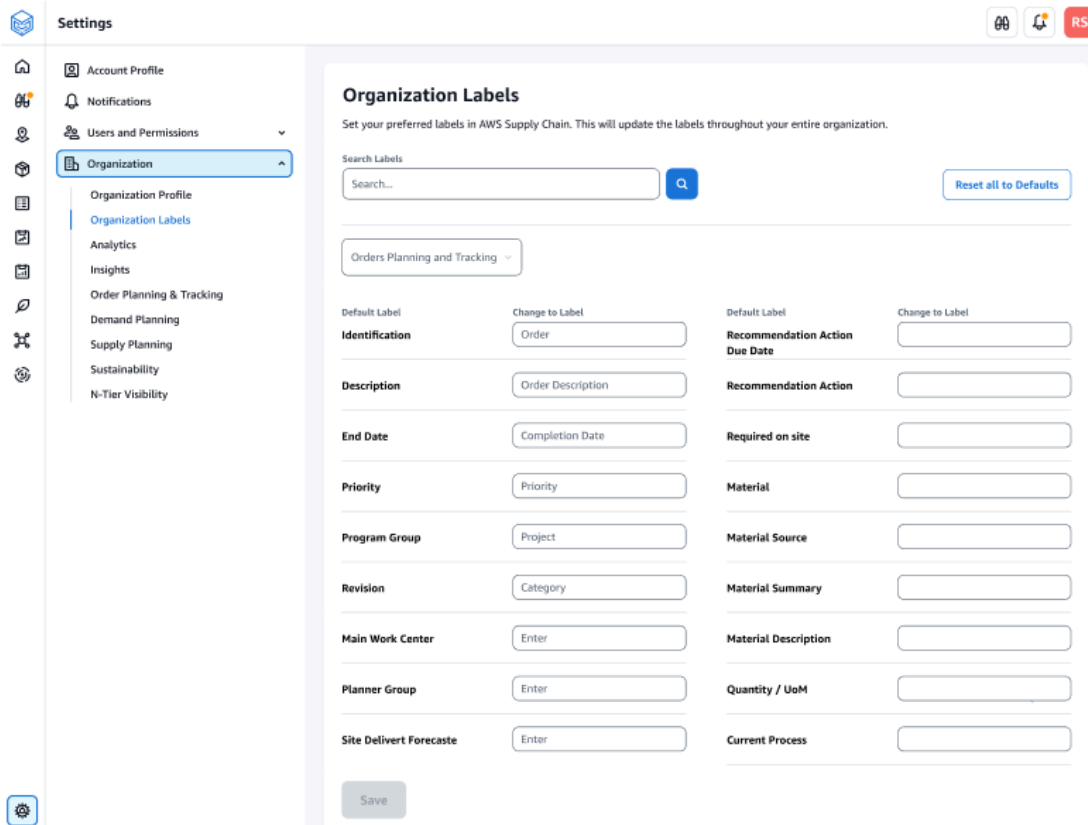 Settings
RS
Account Profile
Notifications
Users and Permissions
Organization
Organization Profile
Organization Labels
Analytics
Insights
Order Planning & Tracking
Demand Planning
Supply Planning
Sustainability
N-Tier Visibility
Organization Labels
Set your preferred labels in AWS Supply Chain. This will update the labels throughout your entire organization.
Search Labels
Search...
Reset all to Defaults
Orders Planning and Tracking
Default Label Change to Label Default Label Change to Label
Identification Order Recommendation Action
Due Date
Description Order Description Recommendation Action
End Date Completion Date Required on site
Priority Priority Material
Program Group Project Material Source
Revision Category Material Summary
Main Work Center Enter Material Description
Planner Group Enter Quantity / UoM
Site Delivert Forecaste Enter Current Process
Save